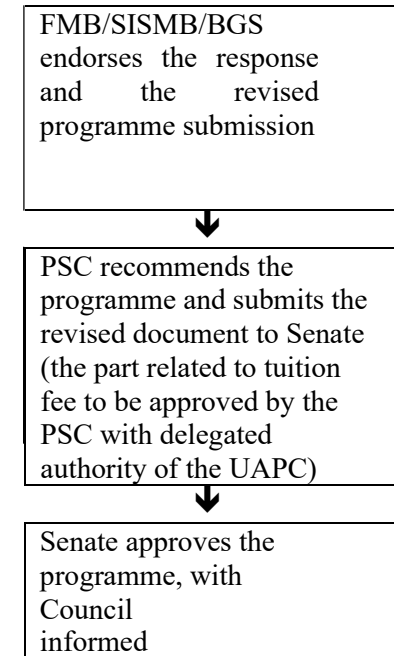 FMB/SISMB/BGS
endorses the response
and the revised
programme submission
PSC recommends the
programme and submits the
revised document to Senate
(the part related to tuition
fee to be approved by the
PSC with delegated
authority of the UAPC)
Senate approves the
programme, with
Council
informed